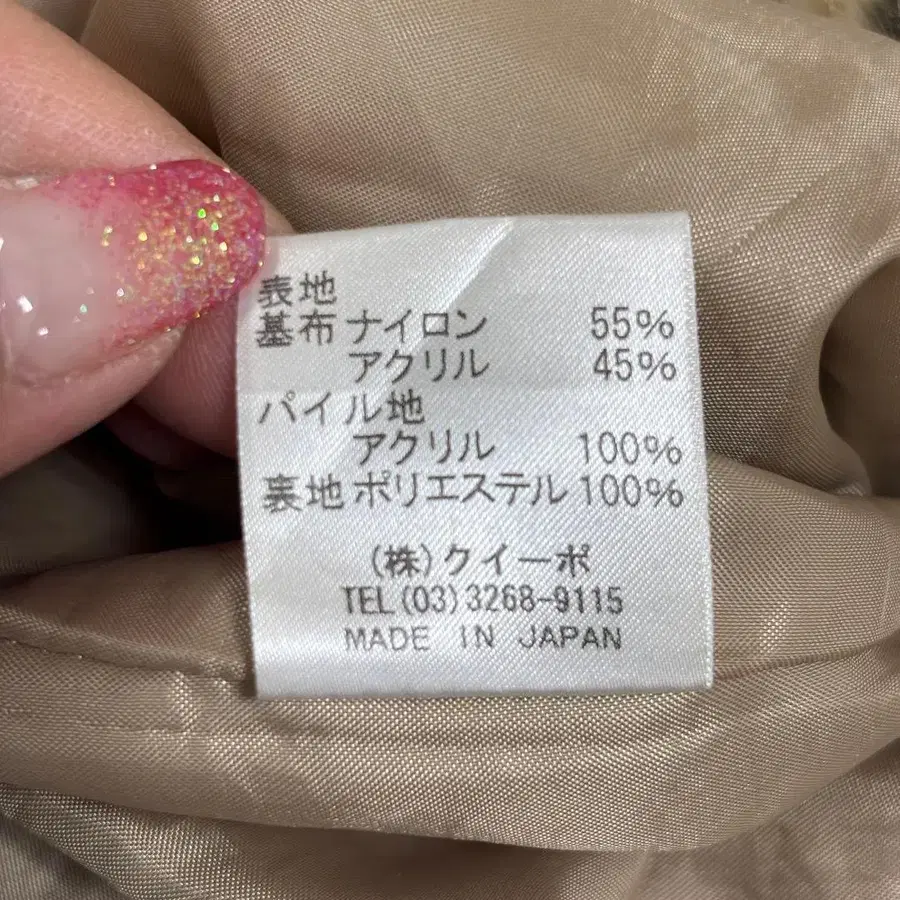 表地
基布 ナイロン 55%
アクリル 45%
パイル地
アクリル 100%
裏地 ポリエステル 100%
(株)クイーポ
TEL(03)3268-9115
MADE IN JAPAN